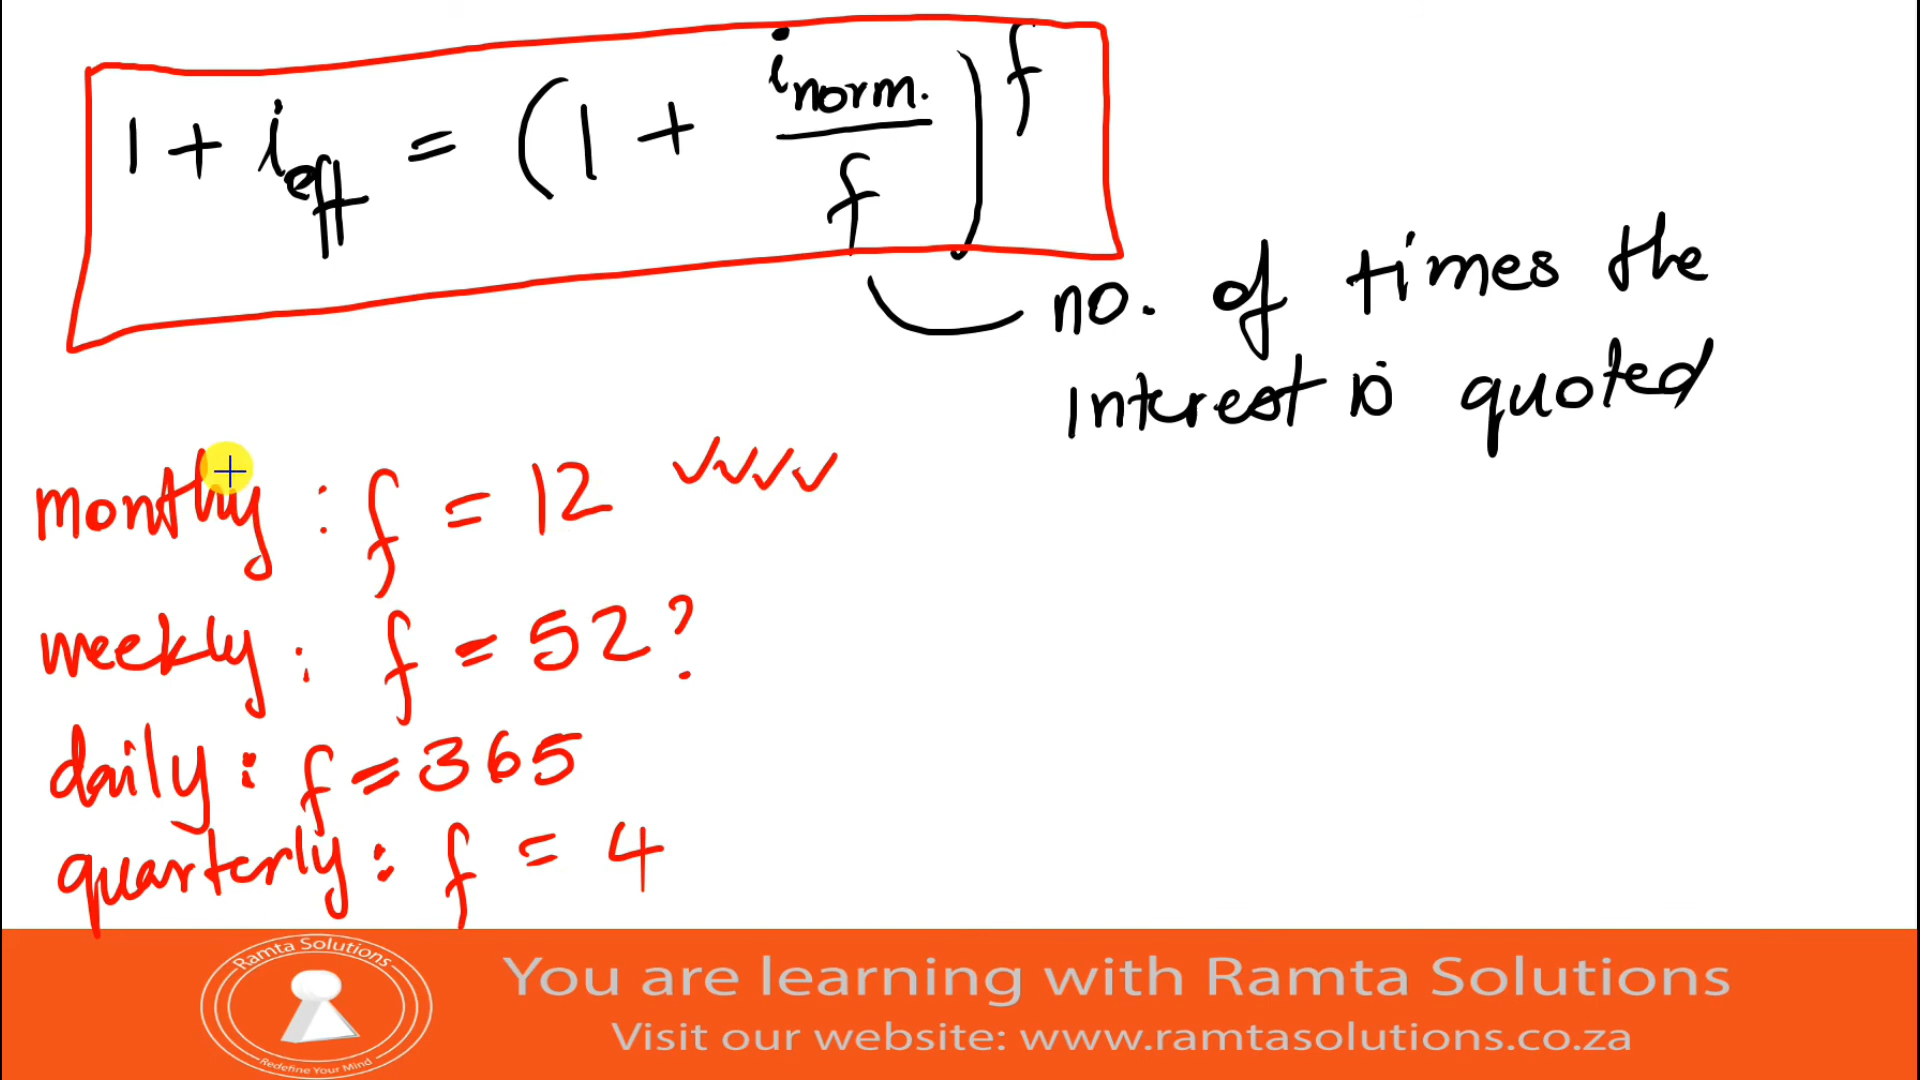 1 + i_eff = (1 + i_norm. / f)^f
no. of times the
interest is quoted
monthly : f = 12 ✓✓✓✓
weekly : f = 52 ?
daily : f = 365
quarterly : f = 4
Ramta Solutions
Redefine Your Mind
You are learning with Ramta Solutions
Visit our website: www.ramtasolutions.co.za